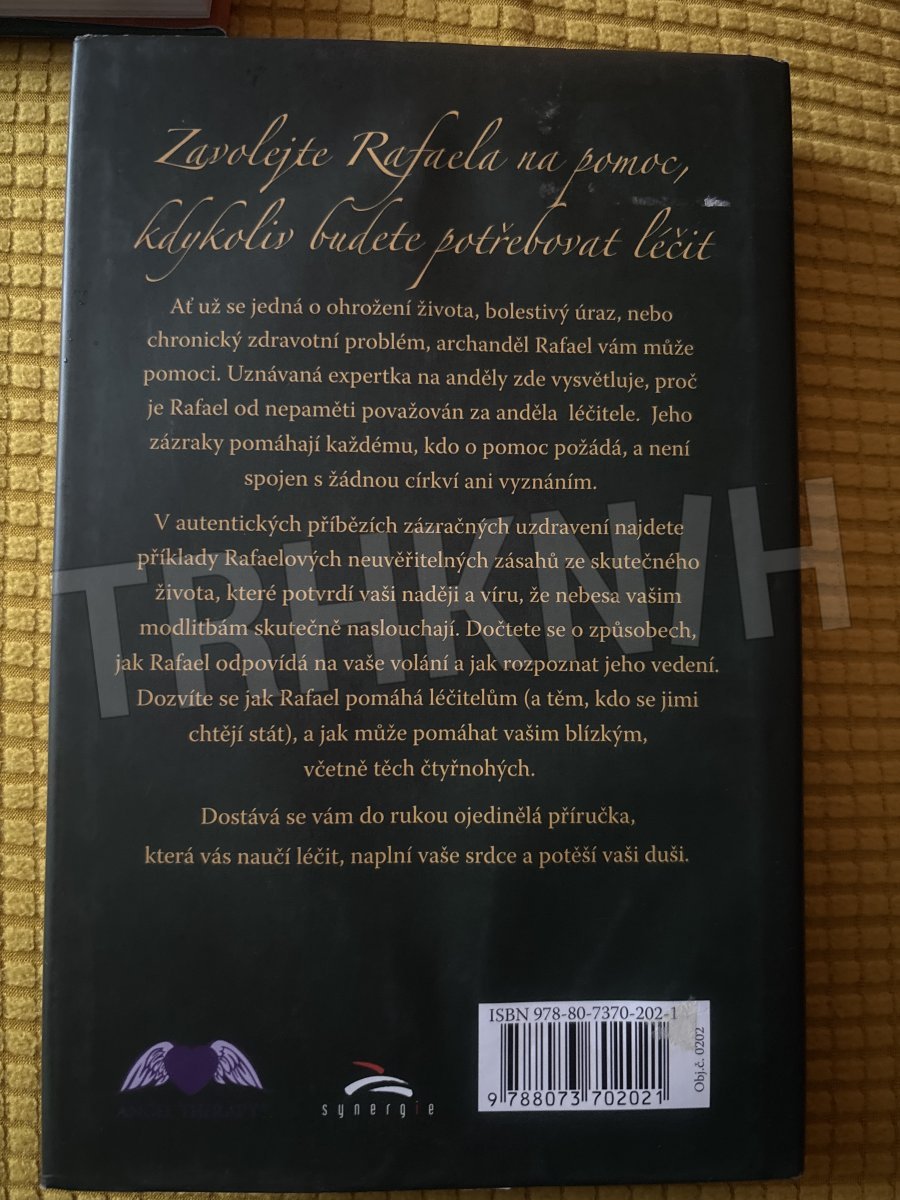 Zavolejte Rafaela na pomoc,
kdykoliv budete potřebovat léčit
Ať už se jedná o ohrožení života, bolestivý úraz, nebo
chronický zdravotní problém, archanděl Rafael vám může
pomoci. Uznávaná expertka na anděly zde vysvětluje, proč
je Rafael od nepaměti považován za anděla léčitele. Jeho
zázraky pomáhají každému, kdo o pomoc požádá, a není
spojen s žádnou církví ani vyznáním.
V autentických příbězích zázračných uzdravení najdete
příklady Rafaelových neuvěřitelných zásahů ze skutečného
života, které potvrdí vaši naději a víru, že nebesa vašim
modlitbám skutečně naslouchají. Dočtete se o způsobech,
jak Rafael odpovídá na vaše volání a jak rozpoznat jeho vedení.
Dozvíte se jak Rafael pomáhá léčitelům (a těm, kdo se jimi
chtějí stát), a jak může pomáhat vašim blízkým,
včetně těch čtyřnohých.
Dostává se vám do rukou ojedinělá příručka,
která vás naučí léčit, naplní vaše srdce a potěší vaši duši.
TRHKNIH
ISBN 978-80-7370-202-1
9 788073 702021
Obj.č. 0202
ANGEL THERAPY
synergie